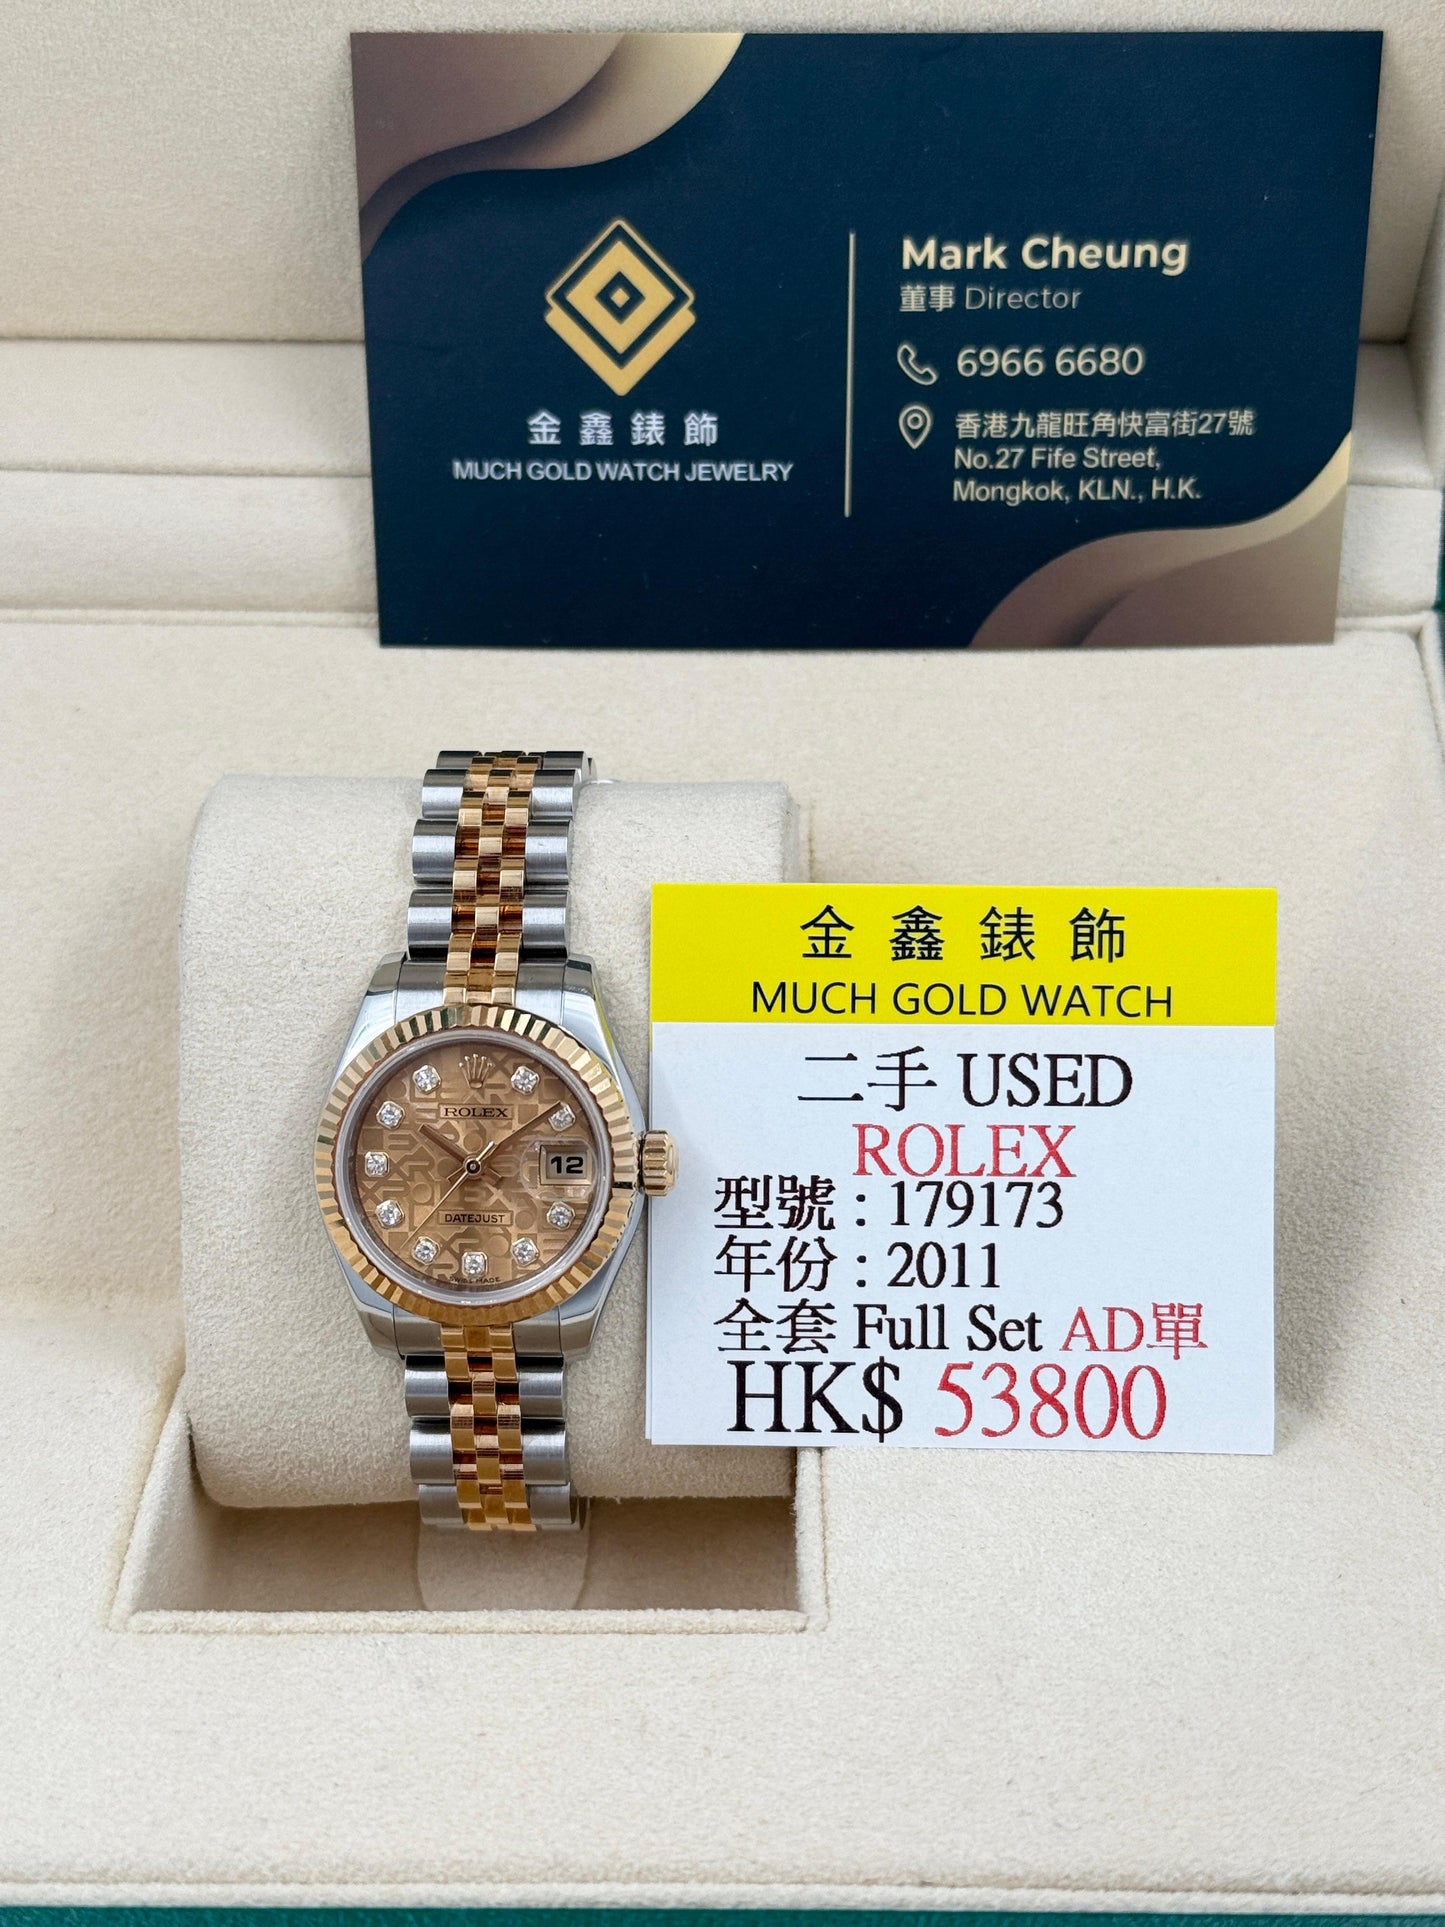 Mark Cheung
董事 Director
6966 6680
香港九龍旺角快富街27號
No.27 Fife Street,
Mongkok, KLN., H.K.
金鑫錶飾
MUCH GOLD WATCH JEWELRY
ROLEX
12
DATEJUST
SWISS MADE
金鑫錶飾
MUCH GOLD WATCH
二手 USED
ROLEX
型號 : 179173
年份 : 2011
全套 Full Set AD單
HK$ 53800